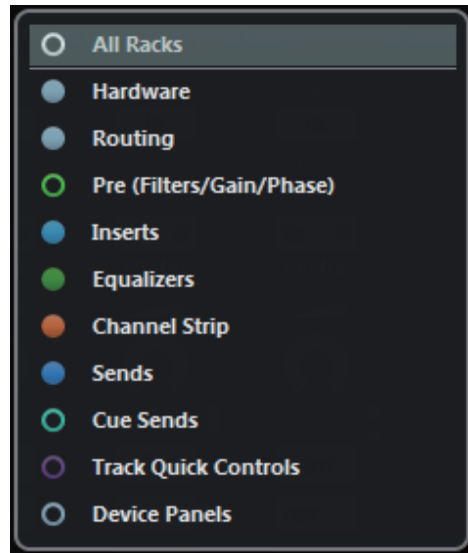 All Racks
Hardware
Routing
Pre (Filters/Gain/Phase)
Inserts
Equalizers
Channel Strip
Sends
Cue Sends
Track Quick Controls
Device Panels